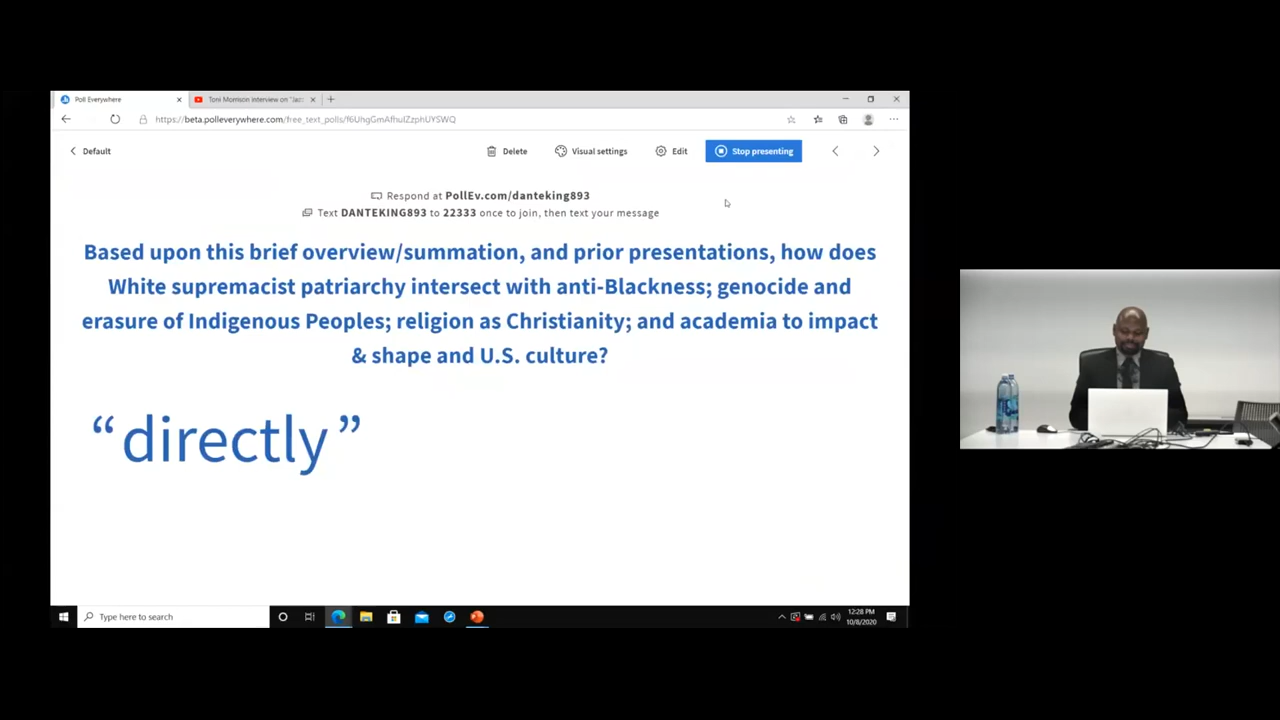 Poll Everywhere
Toni Morrison interview on "Jazz
https://beta.polleverywhere.com/free_text_polls/f6UhgGmAfhulZzphUYSWQ
Default
Delete
Visual settings
Edit
Stop presenting
Respond at PollEv.com/danteking893
Text DANTEKING893 to 22333 once to join, then text your message
Based upon this brief overview/summation, and prior presentations, how does
White supremacist patriarchy intersect with anti-Blackness; genocide and
erasure of Indigenous Peoples; religion as Christianity; and academia to impact
& shape and U.S. culture?
“directly”
Type here to search
12:28 PM
10/8/2020